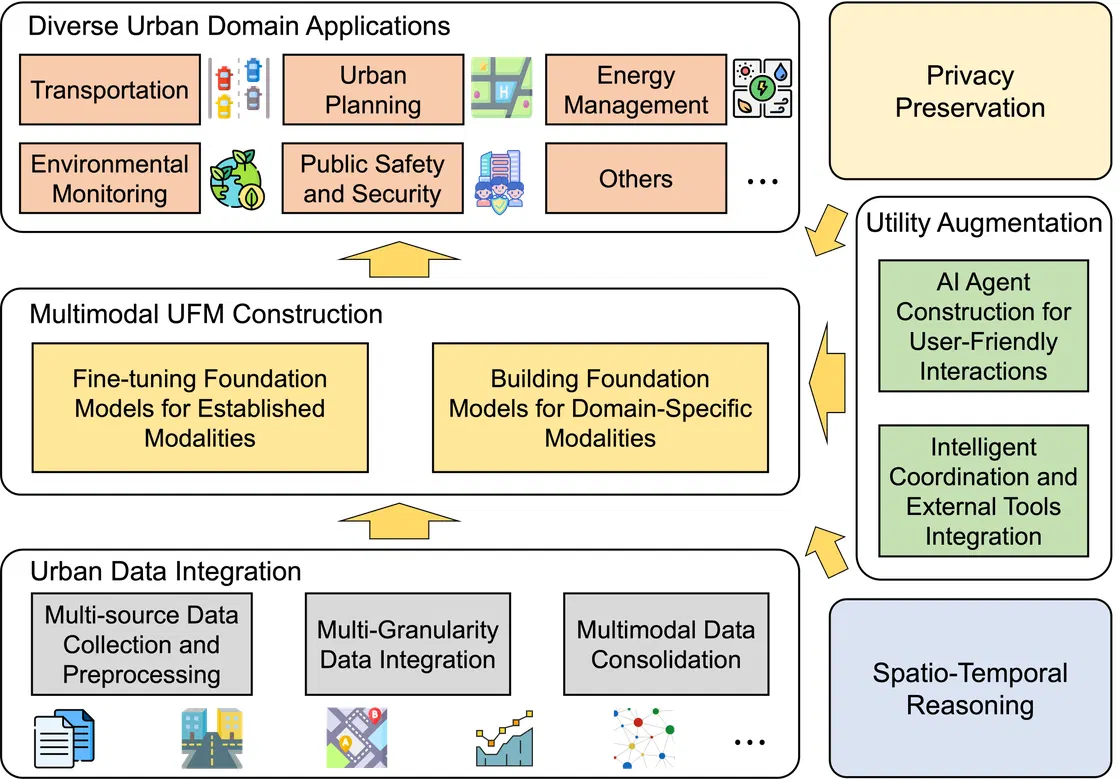 Diverse Urban Domain Applications
Transportation
Urban
Planning
H
Energy
Management
Environmental
Monitoring
Public Safety
and Security
Others
...
Multimodal UFM Construction
Fine-tuning Foundation
Models for Established
Modalities
Building Foundation
Models for Domain-Specific
Modalities
Urban Data Integration
Multi-source Data
Collection and
Preprocessing
Multi-Granularity
Data Integration
Multimodal Data
Consolidation
A
B
...
Privacy
Preservation
Utility Augmentation
AI Agent
Construction for
User-Friendly
Interactions
Intelligent
Coordination and
External Tools
Integration
Spatio-Temporal
Reasoning